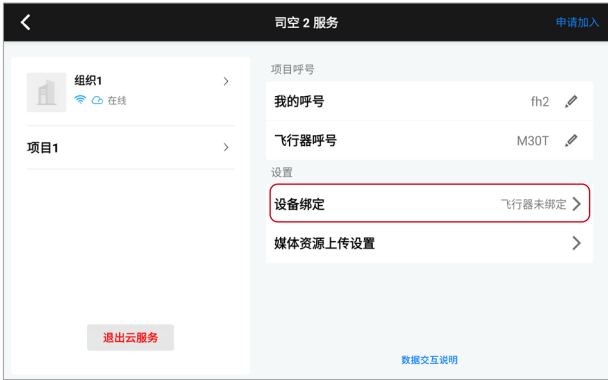 司空 2 服务
申请加入
组织1
在线
项目1
退出云服务
项目呼号
我的呼号 fh2
飞行器呼号 M30T
设置
设备绑定 飞行器未绑定
媒体资源上传设置
数据交互说明